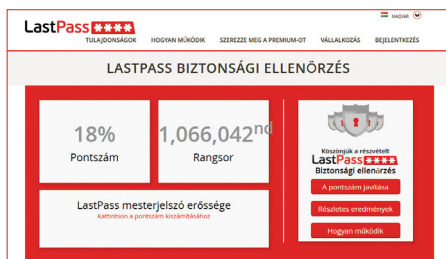 MAGYAR
LastPass ****
TULAJDONSÁGOK HOGYAN MŰKÖDIK SZEREZZE MEG A PREMIUM-OT VÁLLALKOZÁS BEJELENTKEZÉS
LASTPASS BIZTONSÁGI ELLENŐRZÉS
18%
Pontszám
1,066,042nd
Rangsor
LastPass mesterjelszó erőssége
Kattintson a pontszám kiszámításához
Köszönjük a részvételt
LastPass ****
Biztonsági ellenőrzés
A pontszám javítása
Részletes eredmények
Hogyan működik